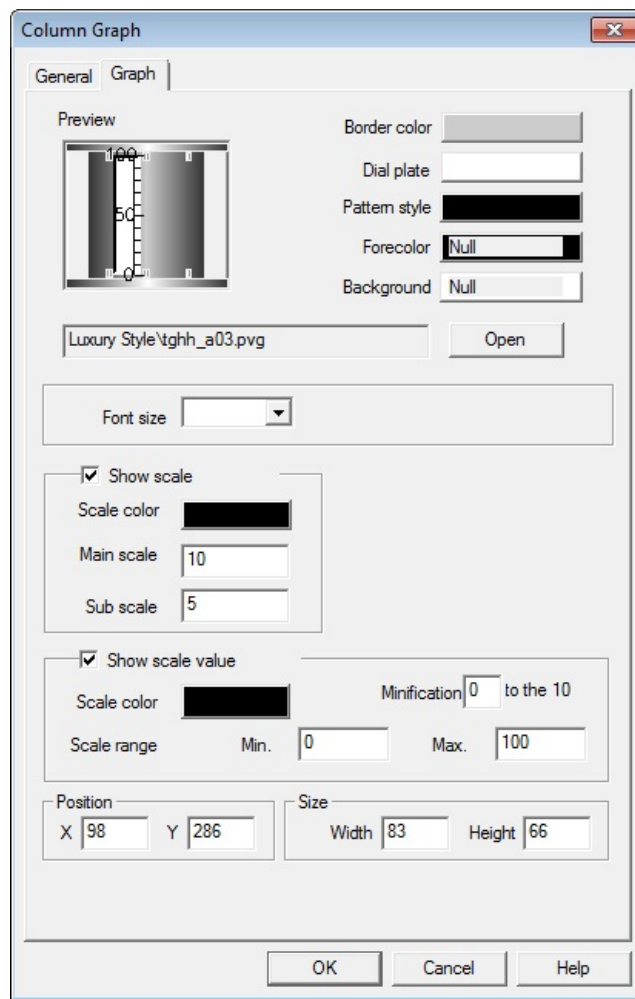 Column Graph
General Graph
Preview
100
50
0
Border color
Dial plate
Pattern style
Forecolor Null
Background Null
Luxury Style\tghh_a03.pvg Open
Font size
Show scale
Scale color
Main scale 10
Sub scale 5
Show scale value
Scale color Minification 0 to the 10
Scale range Min. 0 Max. 100
Position Size
X 98 Y 286 Width 83 Height 66
OK Cancel Help